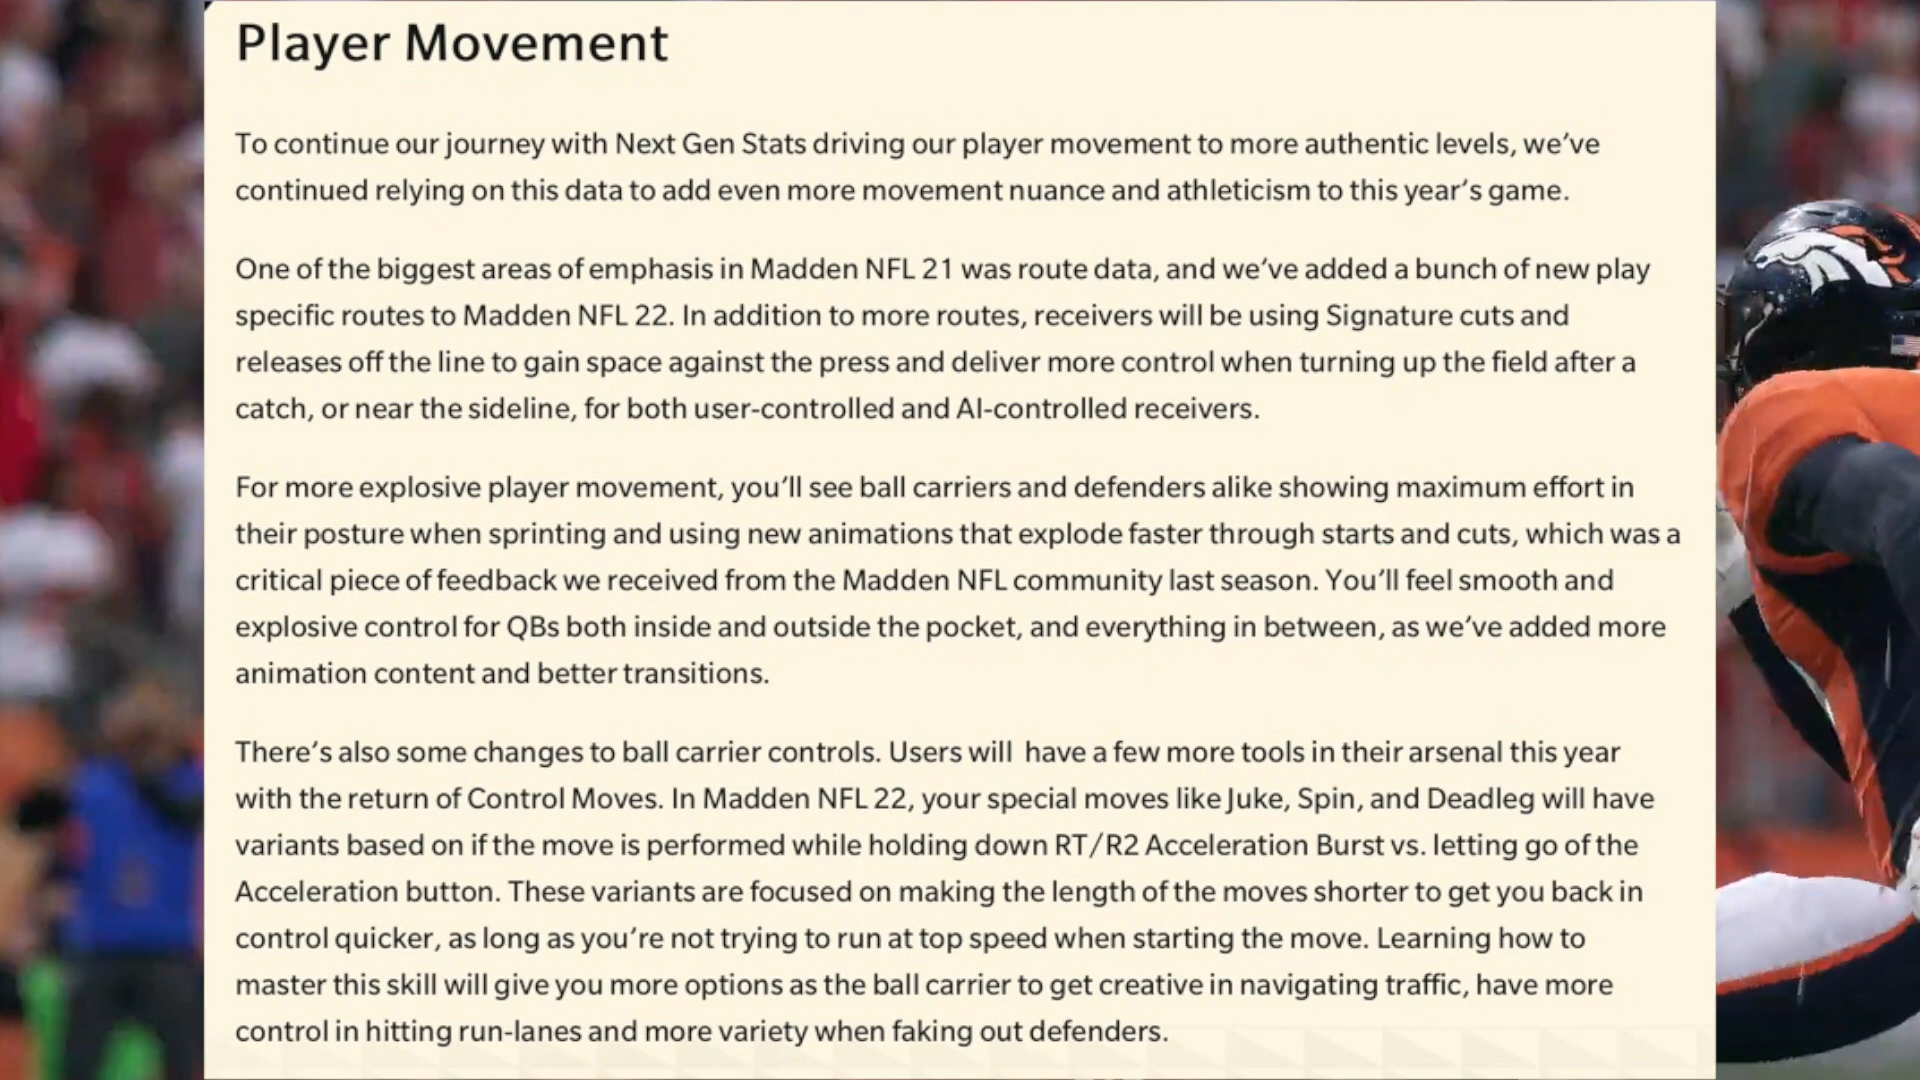 Player Movement
To continue our journey with Next Gen Stats driving our player movement to more authentic levels, we’ve
continued relying on this data to add even more movement nuance and athleticism to this year’s game.
One of the biggest areas of emphasis in Madden NFL 21 was route data, and we’ve added a bunch of new play
specific routes to Madden NFL 22. In addition to more routes, receivers will be using Signature cuts and
releases off the line to gain space against the press and deliver more control when turning up the field after a
catch, or near the sideline, for both user-controlled and AI-controlled receivers.
For more explosive player movement, you’ll see ball carriers and defenders alike showing maximum effort in
their posture when sprinting and using new animations that explode faster through starts and cuts, which was a
critical piece of feedback we received from the Madden NFL community last season. You’ll feel smooth and
explosive control for QBs both inside and outside the pocket, and everything in between, as we’ve added more
animation content and better transitions.
There’s also some changes to ball carrier controls. Users will have a few more tools in their arsenal this year
with the return of Control Moves. In Madden NFL 22, your special moves like Juke, Spin, and Deadleg will have
variants based on if the move is performed while holding down RT/R2 Acceleration Burst vs. letting go of the
Acceleration button. These variants are focused on making the length of the moves shorter to get you back in
control quicker, as long as you’re not trying to run at top speed when starting the move. Learning how to
master this skill will give you more options as the ball carrier to get creative in navigating traffic, have more
control in hitting run-lanes and more variety when faking out defenders.